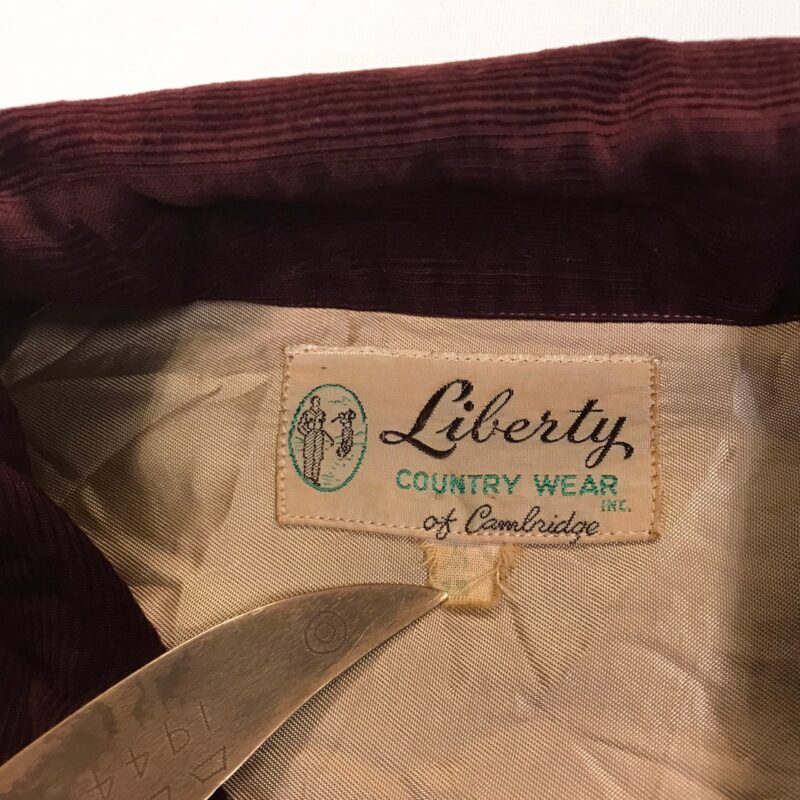 Liberty
COUNTRY WEAR
INC.
of Cambridge
1944